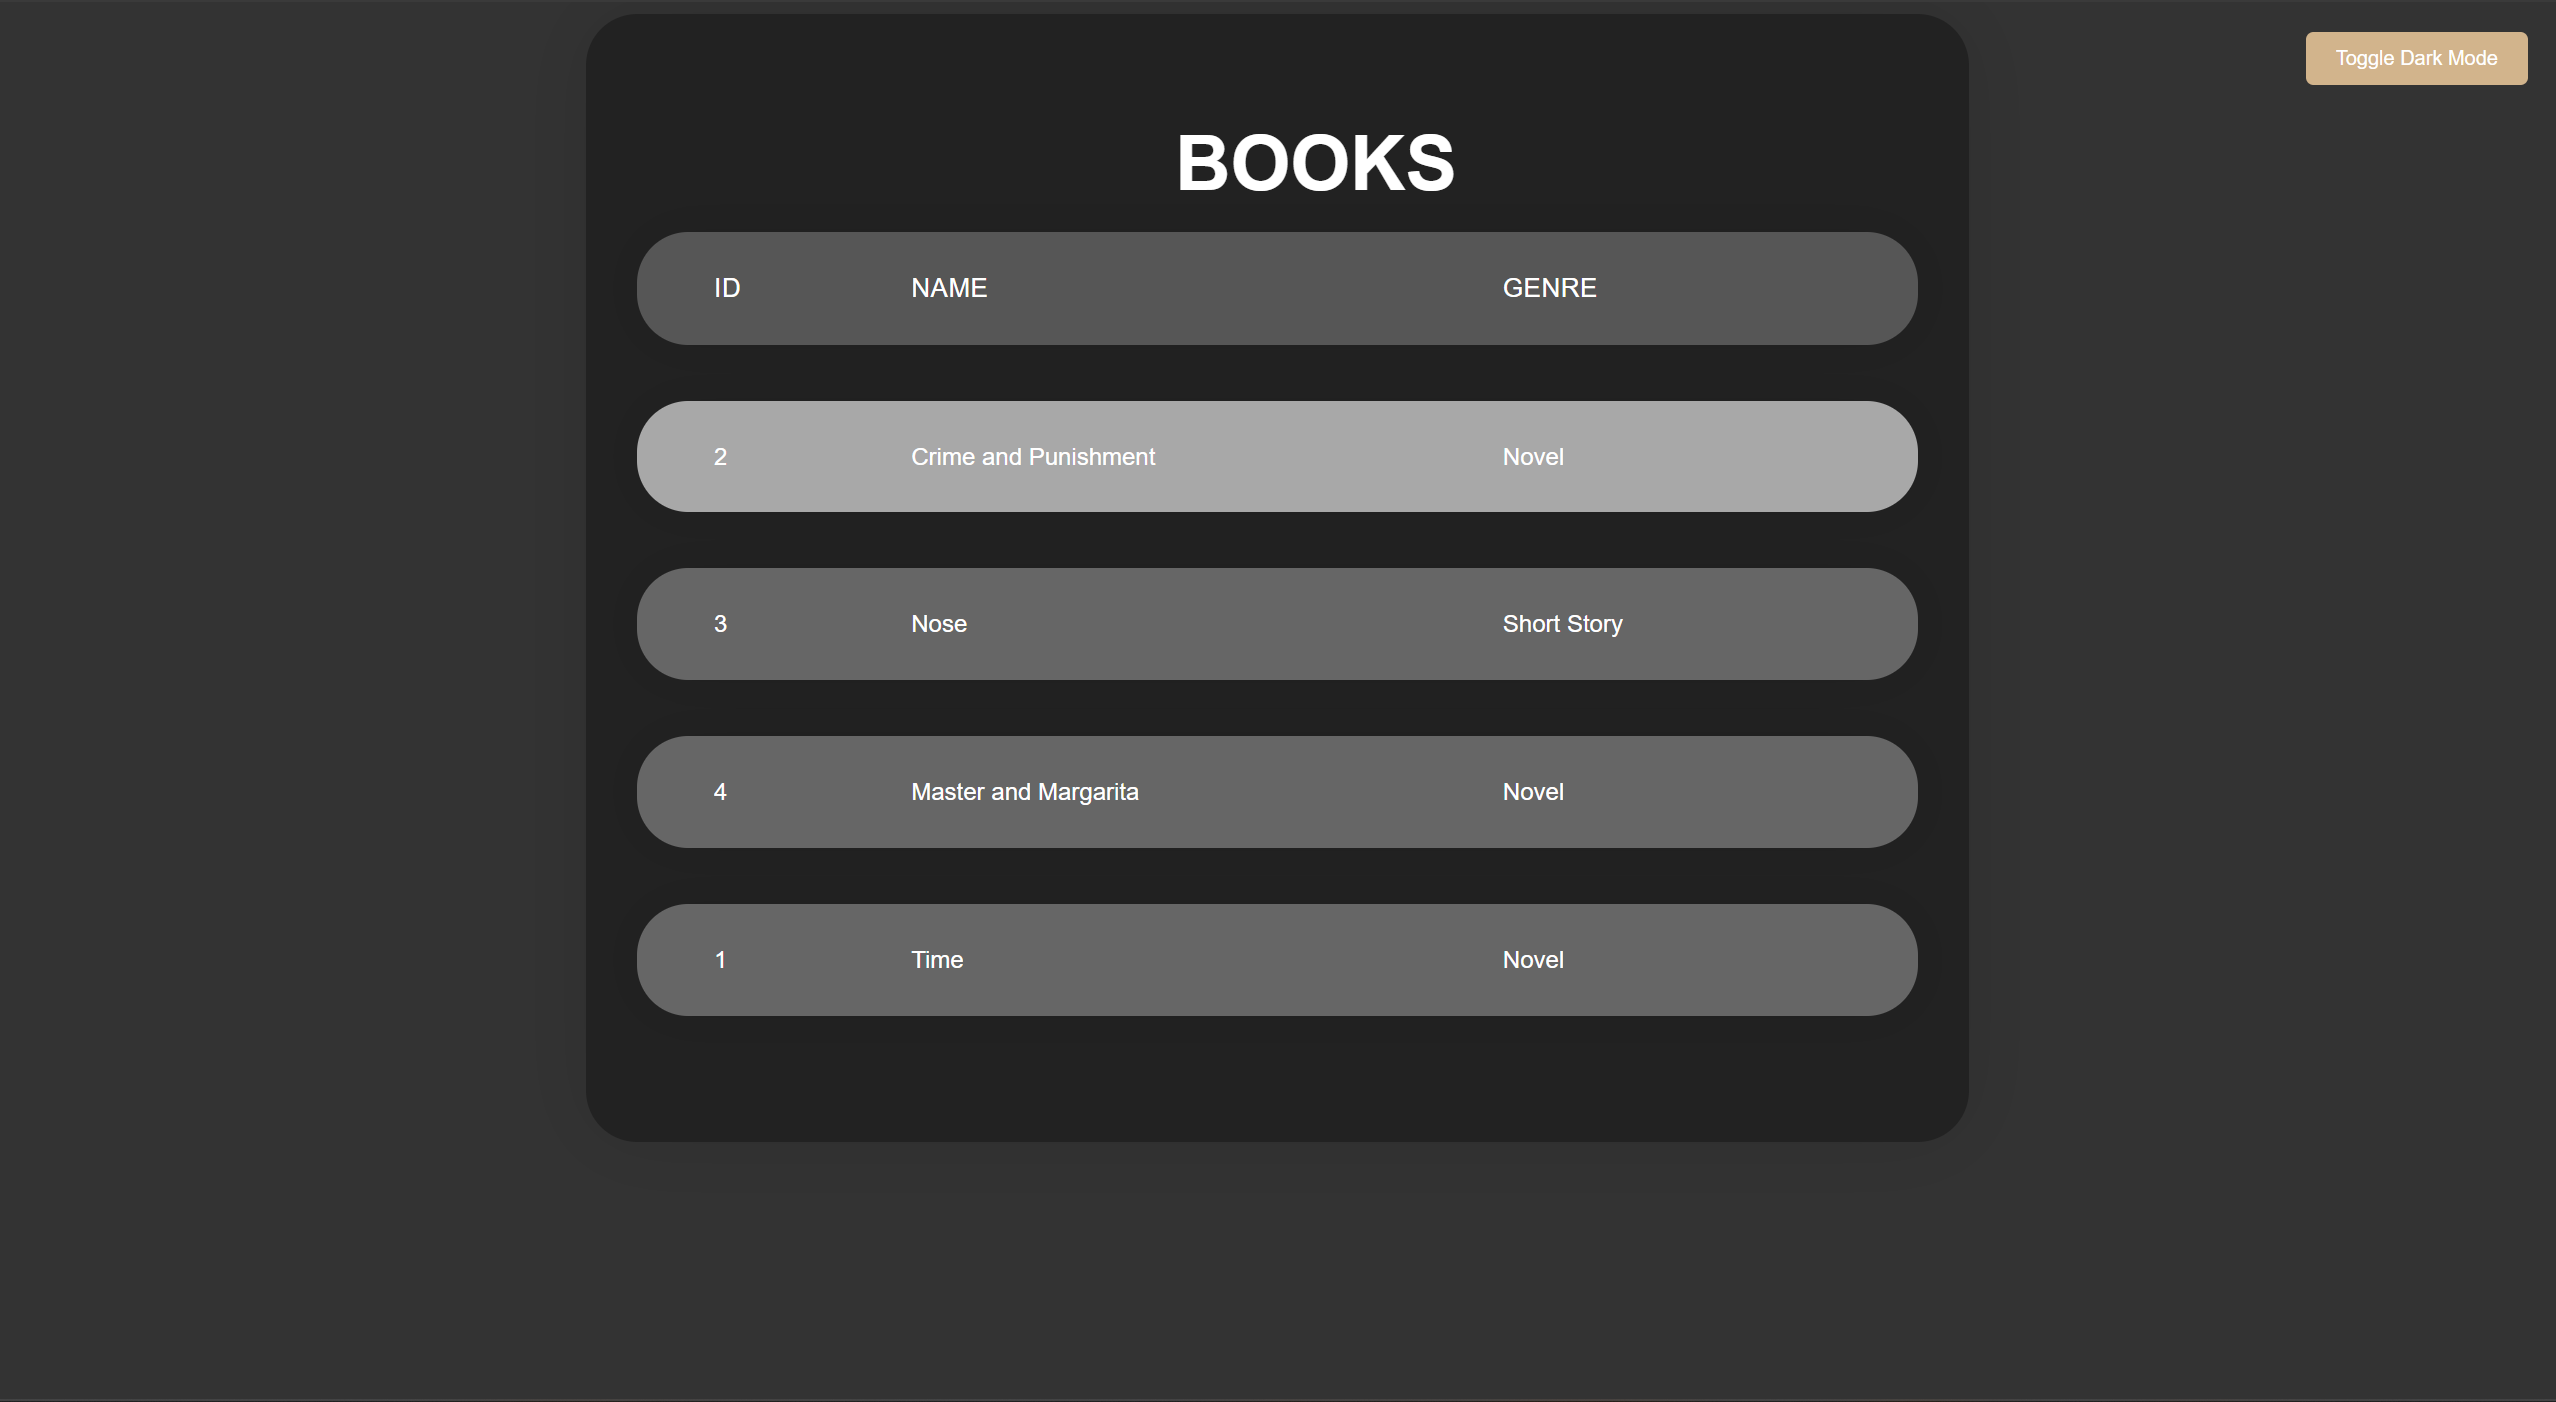 Toggle Dark Mode
BOOKS
ID NAME GENRE
2 Crime and Punishment Novel
3 Nose Short Story
4 Master and Margarita Novel
1 Time Novel